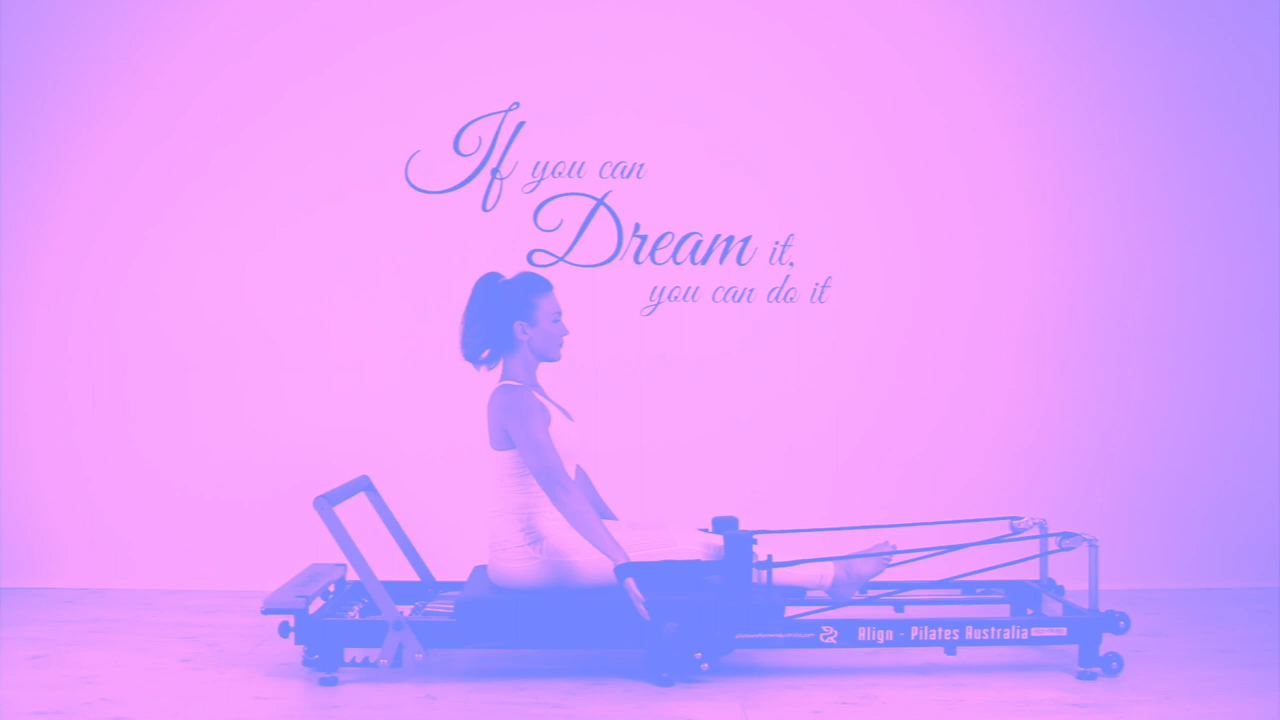 If you can
Dream it,
you can do it
Align - Pilates Australia